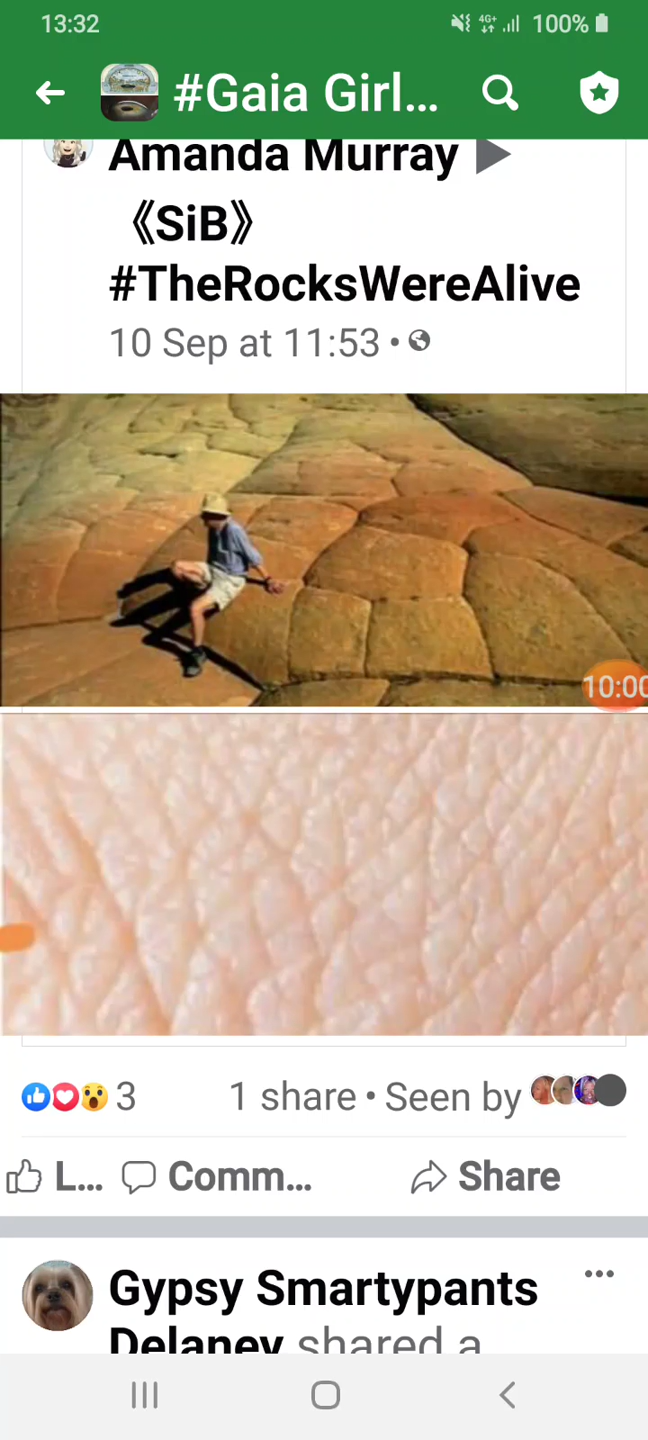 13:32 4G+ 100%
#Gaia Girl...
Amanda Murray
《SiB》
#TheRocksWereAlive
10 Sep at 11:53 •
10:00
3 1 share • Seen by
L... Comm... Share
Gypsy Smartypants
Delaney shared a